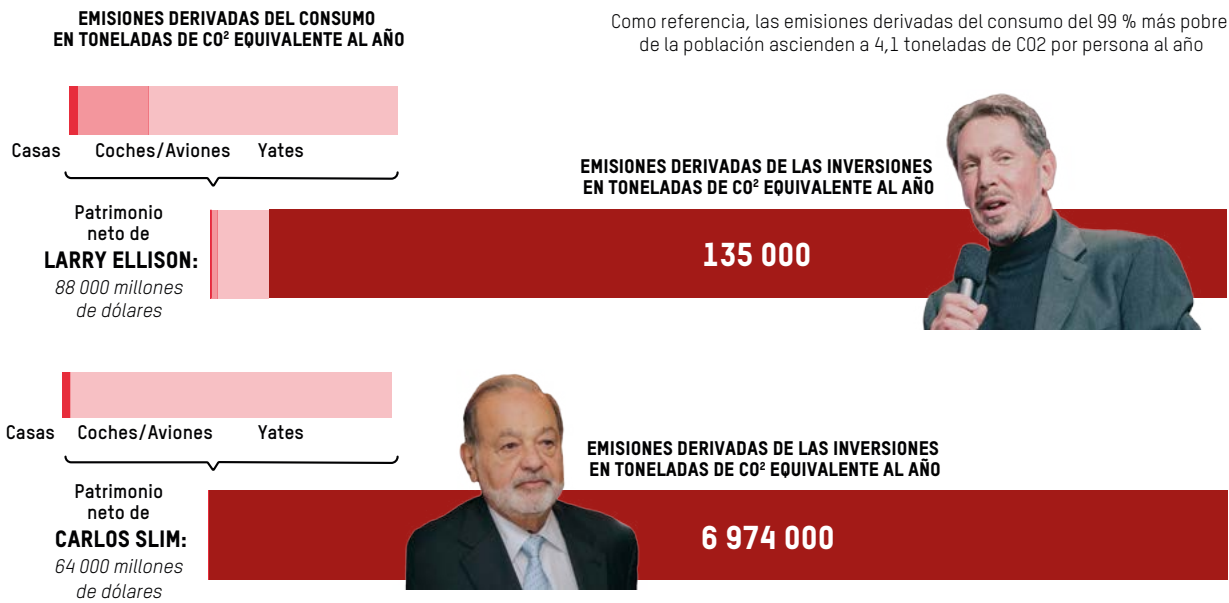 EMISIONES DERIVADAS DEL CONSUMO
EN TONELADAS DE CO² EQUIVALENTE AL AÑO
Como referencia, las emisiones derivadas del consumo del 99 % más pobre
de la población ascienden a 4,1 toneladas de CO2 por persona al año
Casas Coches/Aviones Yates
EMISIONES DERIVADAS DE LAS INVERSIONES
EN TONELADAS DE CO² EQUIVALENTE AL AÑO
Patrimonio
neto de
LARRY ELLISON:
88 000 millones
de dólares
135 000
Casas Coches/Aviones Yates
EMISIONES DERIVADAS DE LAS INVERSIONES
EN TONELADAS DE CO² EQUIVALENTE AL AÑO
Patrimonio
neto de
CARLOS SLIM:
64 000 millones
de dólares
6 974 000